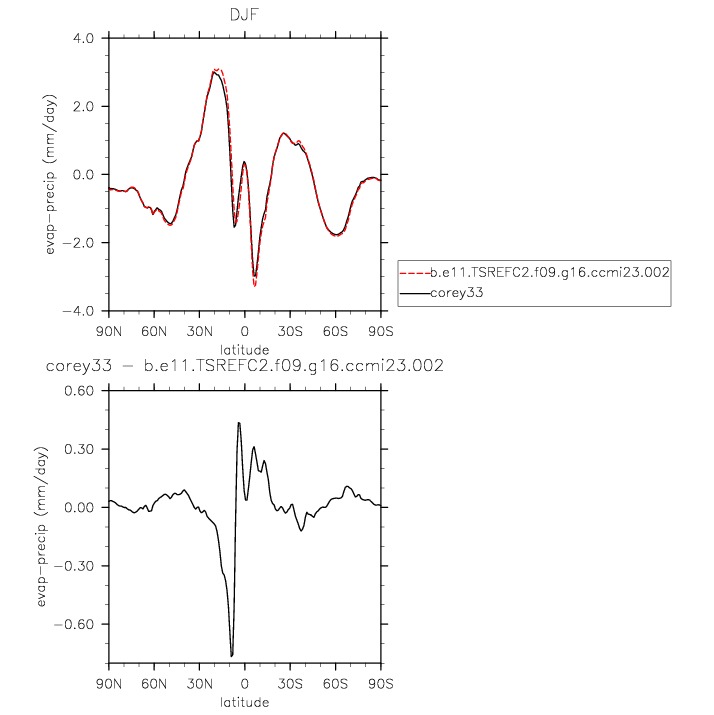 DJF
4.0
2.0
0.0
−2.0
−4.0
evap−precip (mm/day)
90N 60N 30N 0 30S 60S 90S
latitude
b.e11.TSREFC2.f09.g16.ccmi23.002
corey33
corey33 − b.e11.TSREFC2.f09.g16.ccmi23.002
0.60
0.30
0.00
−0.30
−0.60
evap−precip (mm/day)
90N 60N 30N 0 30S 60S 90S
latitude